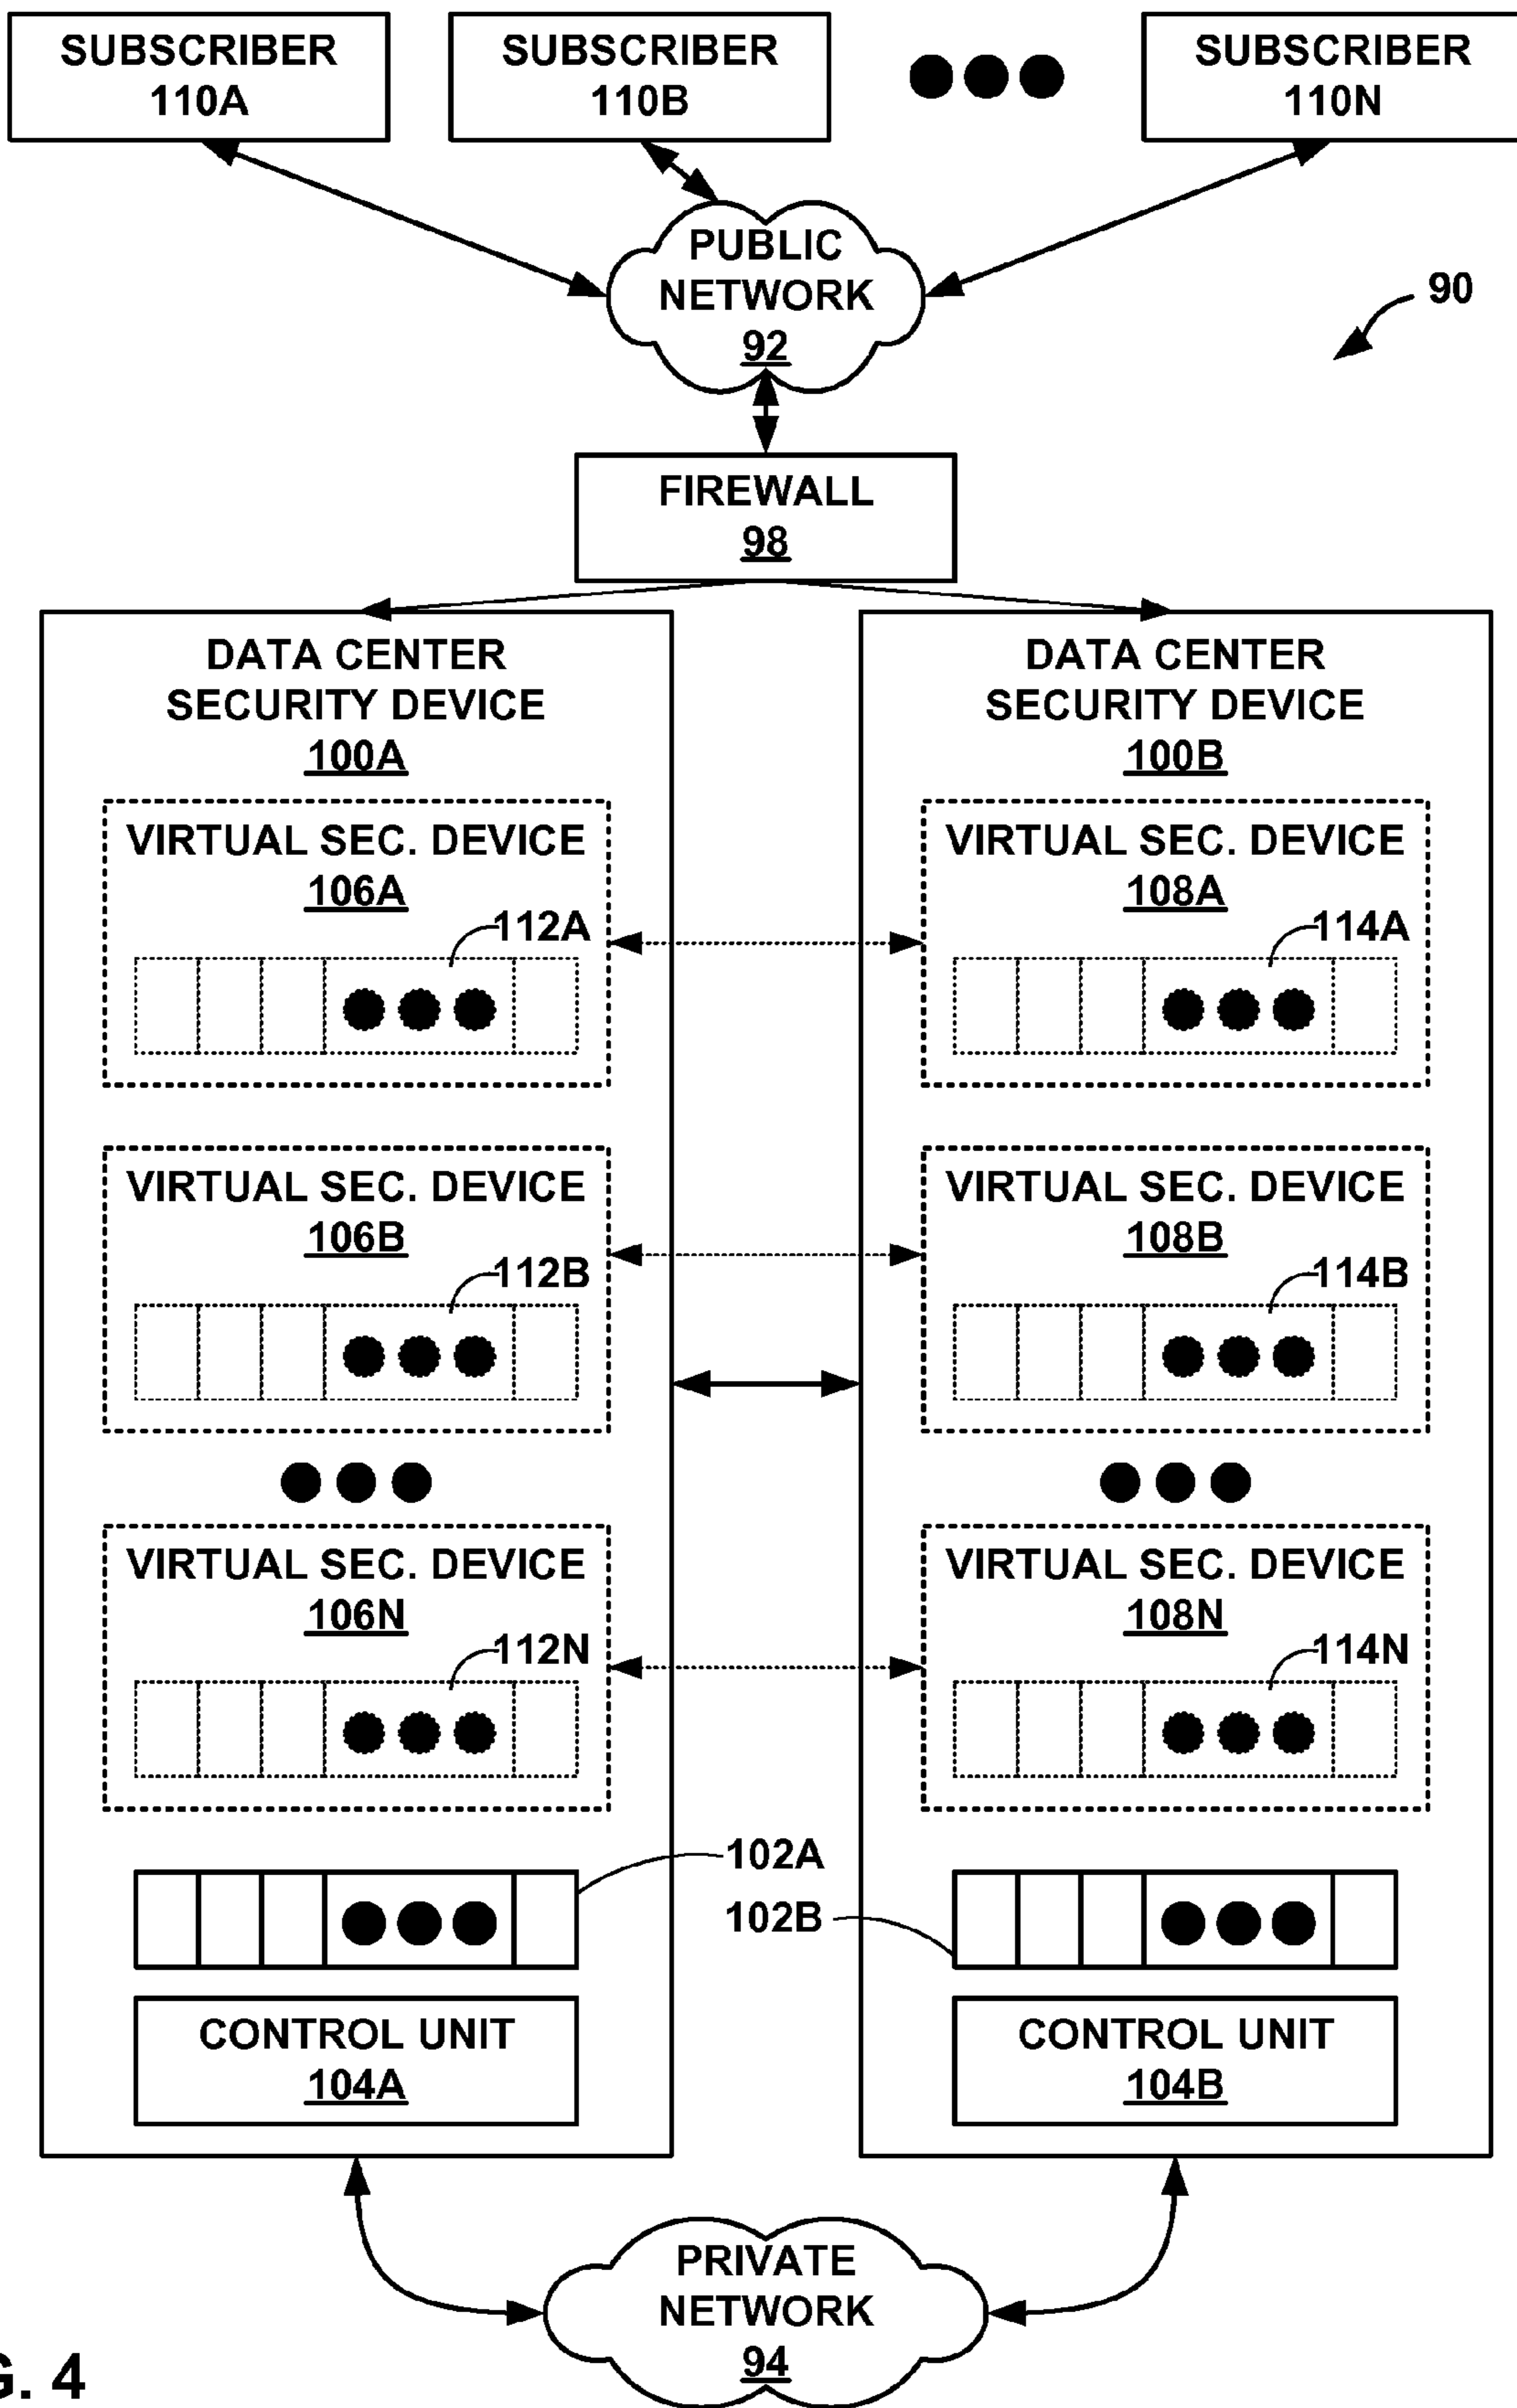 SUBSCRIBER
110A
SUBSCRIBER
110B
SUBSCRIBER
110N
PUBLIC
NETWORK
92
90
FIREWALL
98
DATA CENTER
SECURITY DEVICE
100A
VIRTUAL SEC. DEVICE
106A
112A
VIRTUAL SEC. DEVICE
106B
112B
VIRTUAL SEC. DEVICE
106N
112N
102A
CONTROL UNIT
104A
DATA CENTER
SECURITY DEVICE
100B
VIRTUAL SEC. DEVICE
108A
114A
VIRTUAL SEC. DEVICE
108B
114B
VIRTUAL SEC. DEVICE
108N
114N
102B
CONTROL UNIT
104B
PRIVATE
NETWORK
94
G. 4